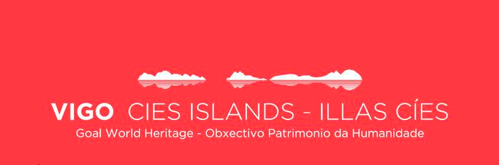 VIGO CIES ISLANDS - ILLAS CÍES
Goal World Heritage - Obxectivo Patrimonio da Humanidade